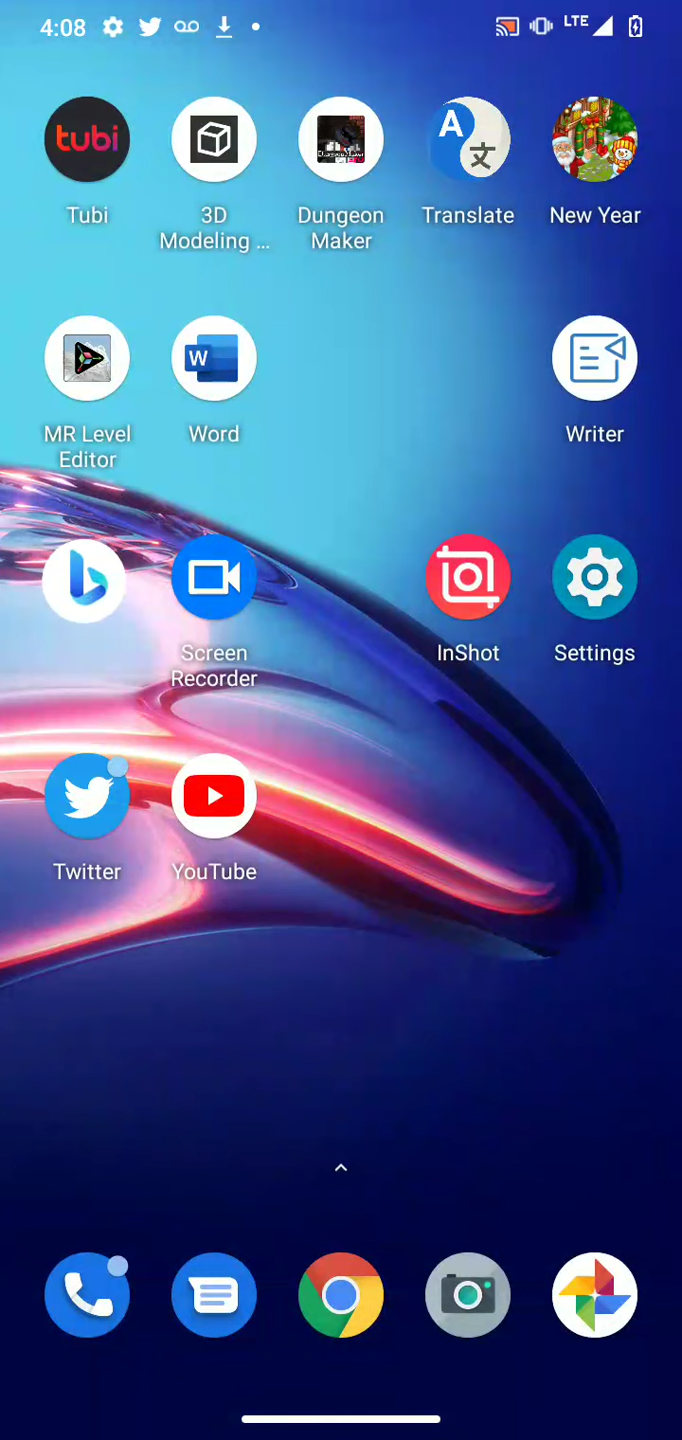 4:08
LTE
tubi
A
文
Tubi
3D
Modeling ...
Dungeon
Maker
Translate
New Year
W
MR Level
Editor
Word
Writer
Screen
Recorder
InShot
Settings
Twitter
YouTube